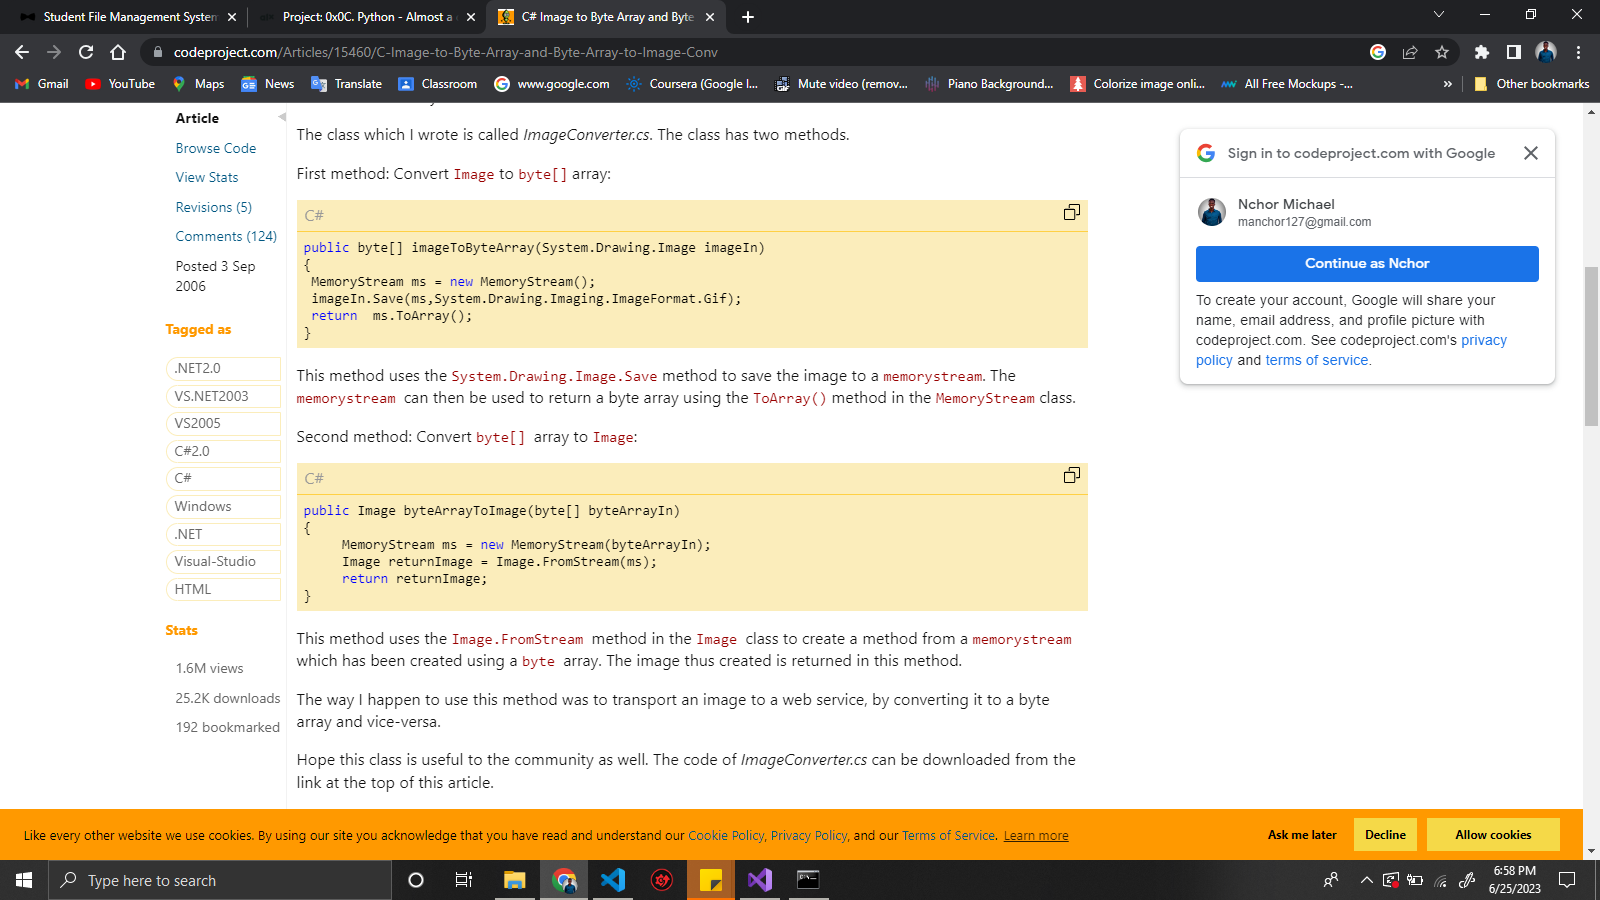 Student File Management System
Project: 0x0C. Python - Almost a
C# Image to Byte Array and Byte
codeproject.com/Articles/15460/C-Image-to-Byte-Array-and-Byte-Array-to-Image-Conv
Gmail
YouTube
Maps
News
Translate
Classroom
www.google.com
Coursera (Google I...
Mute video (remov...
Piano Background...
Colorize image onli...
All Free Mockups -...
»
Other bookmarks
Article
Browse Code
View Stats
Revisions (5)
Comments (124)
Posted 3 Sep
2006
Tagged as
.NET2.0
VS.NET2003
VS2005
C#2.0
C#
Windows
.NET
Visual-Studio
HTML
Stats
1.6M views
25.2K downloads
192 bookmarked
The class which I wrote is called ImageConverter.cs. The class has two methods.
First method: Convert Image to byte[] array:
C#
public byte[] imageToByteArray(System.Drawing.Image imageIn)
{
MemoryStream ms = new MemoryStream();
imageIn.Save(ms,System.Drawing.Imaging.ImageFormat.Gif);
return  ms.ToArray();
}
This method uses the System.Drawing.Image.Save method to save the image to a memorystream. The
memorystream can then be used to return a byte array using the ToArray() method in the MemoryStream class.
Second method: Convert byte[] array to Image:
C#
public Image byteArrayToImage(byte[] byteArrayIn)
{
MemoryStream ms = new MemoryStream(byteArrayIn);
Image returnImage = Image.FromStream(ms);
return returnImage;
}
This method uses the Image.FromStream method in the Image class to create a method from a memorystream
which has been created using a byte array. The image thus created is returned in this method.
The way I happen to use this method was to transport an image to a web service, by converting it to a byte
array and vice-versa.
Hope this class is useful to the community as well. The code of ImageConverter.cs can be downloaded from the
link at the top of this article.
Sign in to codeproject.com with Google
Nchor Michael
manchor127@gmail.com
Continue as Nchor
To create your account, Google will share your
name, email address, and profile picture with
codeproject.com. See codeproject.com's privacy
policy and terms of service.
Like every other website we use cookies. By using our site you acknowledge that you have read and understand our Cookie Policy, Privacy Policy, and our Terms of Service. Learn more
Ask me later
Decline
Allow cookies
Type here to search
6:58 PM
6/25/2023